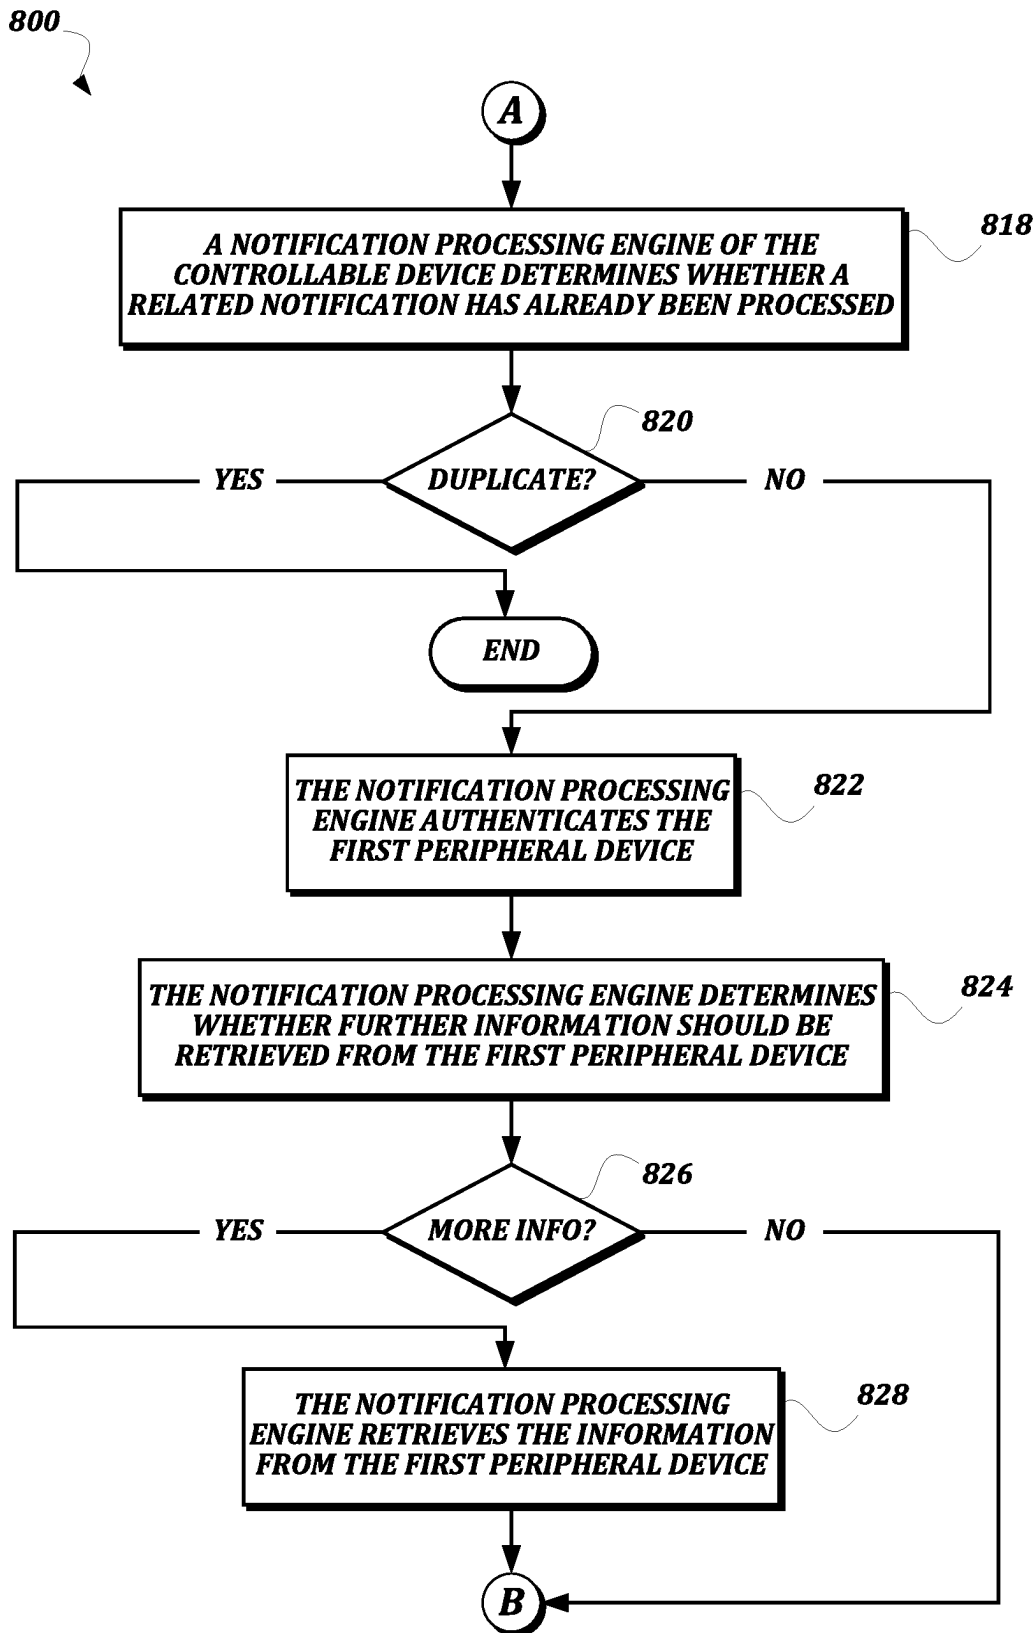 800
A
A NOTIFICATION PROCESSING ENGINE OF THE
CONTROLLABLE DEVICE DETERMINES WHETHER A
RELATED NOTIFICATION HAS ALREADY BEEN PROCESSED
818
820
YES
DUPLICATE?
NO
END
THE NOTIFICATION PROCESSING
ENGINE AUTHENTICATES THE
FIRST PERIPHERAL DEVICE
822
THE NOTIFICATION PROCESSING ENGINE DETERMINES
WHETHER FURTHER INFORMATION SHOULD BE
RETRIEVED FROM THE FIRST PERIPHERAL DEVICE
824
826
YES
MORE INFO?
NO
THE NOTIFICATION PROCESSING
ENGINE RETRIEVES THE INFORMATION
FROM THE FIRST PERIPHERAL DEVICE
828
B